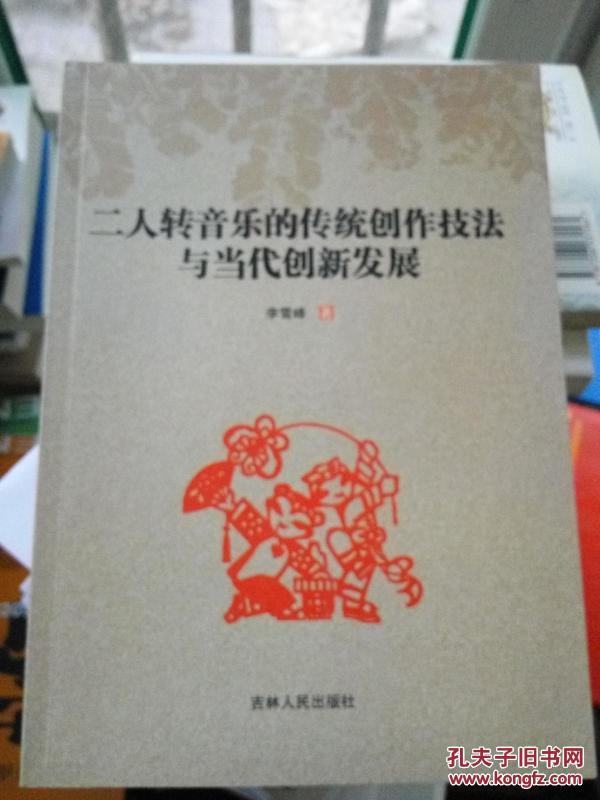 二人转音乐的传统创作技法
与当代创新发展
李雪峰 著
吉林人民出版社
孔夫子旧书网
www.kongfz.com